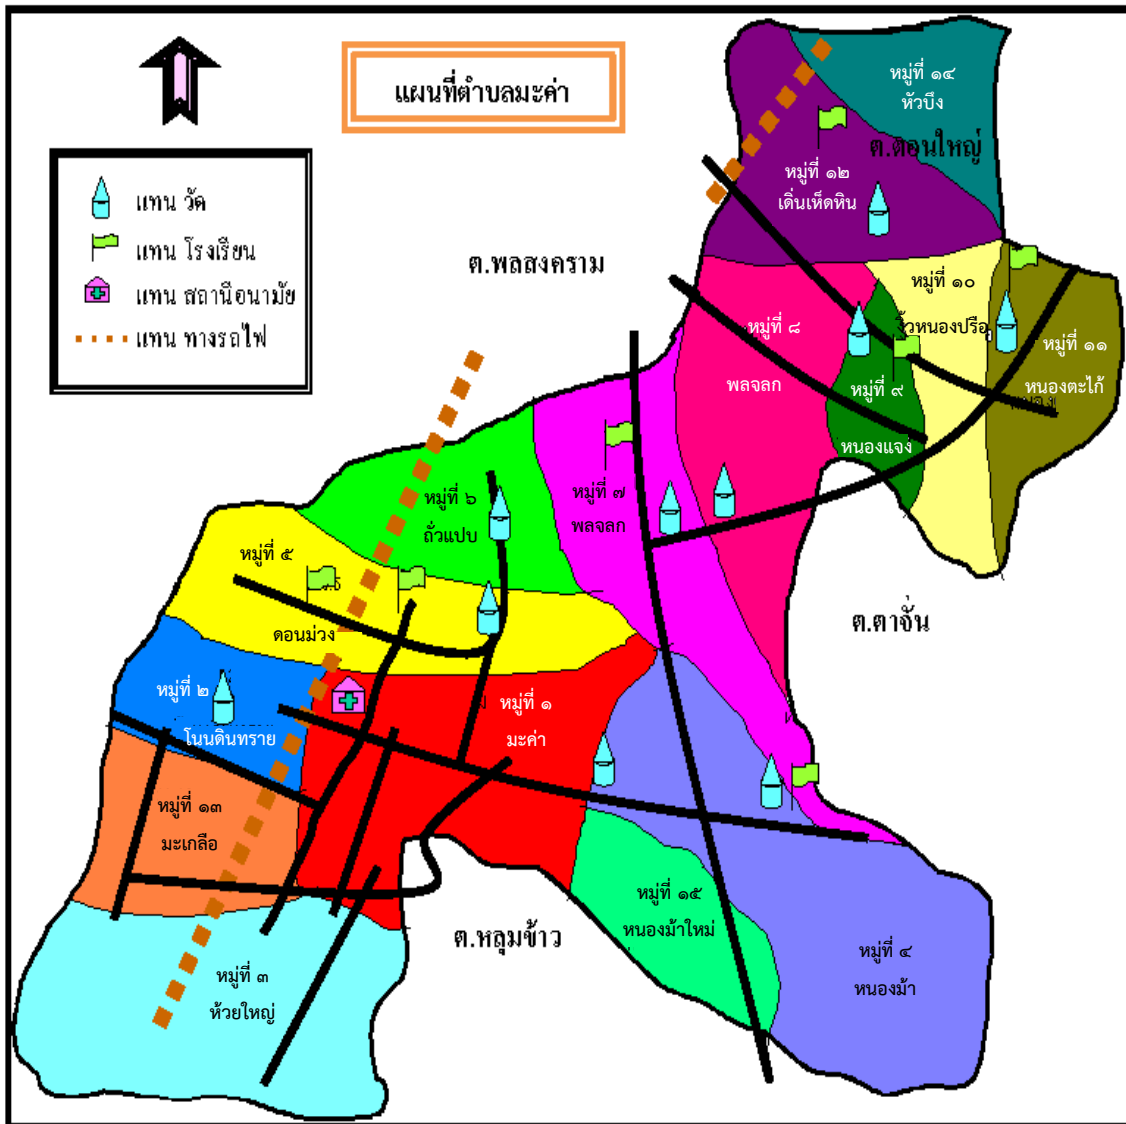 แผนที่ตำบลมะค่า
แทน วัด
แทน โรงเรียน
แทน สถานีอนามัย
แทน ทางรถไฟ
หมู่ที่ ๑๔
หัวบึง
ต.ดอนใหญ่
หมู่ที่ ๑๒
เดิ่นเห็ดหิน
ต.พลสงคราม
หมู่ที่ ๑๐
งิ้วหนองปรือ
หมู่ที่ ๘
พลจลก
หมู่ที่ ๑๑
หนองตะไก้
หมู่ที่ ๙
หนองแจง
หมู่ที่ ๗
พลจลก
หมู่ที่ ๖
ถั่วแปบ
หมู่ที่ ๕
ดอนม่วง
ต.ตาจั่น
หมู่ที่ ๒
โนนดินทราย
หมู่ที่ ๑
มะค่า
หมู่ที่ ๑๓
มะเกลือ
หมู่ที่ ๑๕
หนองม้าใหม่
ต.หลุมข้าว
หมู่ที่ ๔
หนองม้า
หมู่ที่ ๓
ห้วยใหญ่